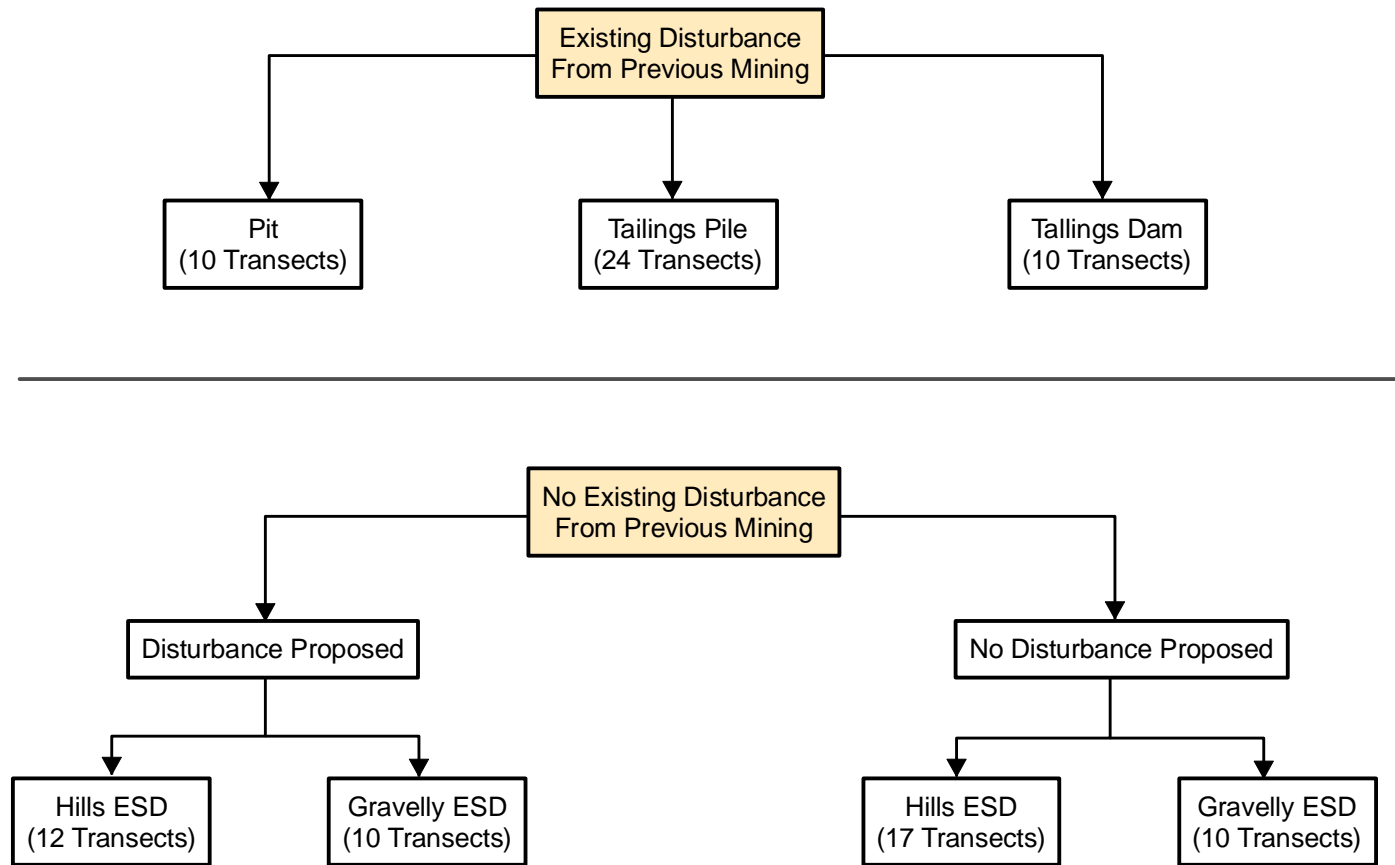 Existing Disturbance
From Previous Mining
Pit
(10 Transects)
Tailings Pile
(24 Transects)
Tallings Dam
(10 Transects)
No Existing Disturbance
From Previous Mining
Disturbance Proposed
No Disturbance Proposed
Hills ESD
(12 Transects)
Gravelly ESD
(10 Transects)
Hills ESD
(17 Transects)
Gravelly ESD
(10 Transects)